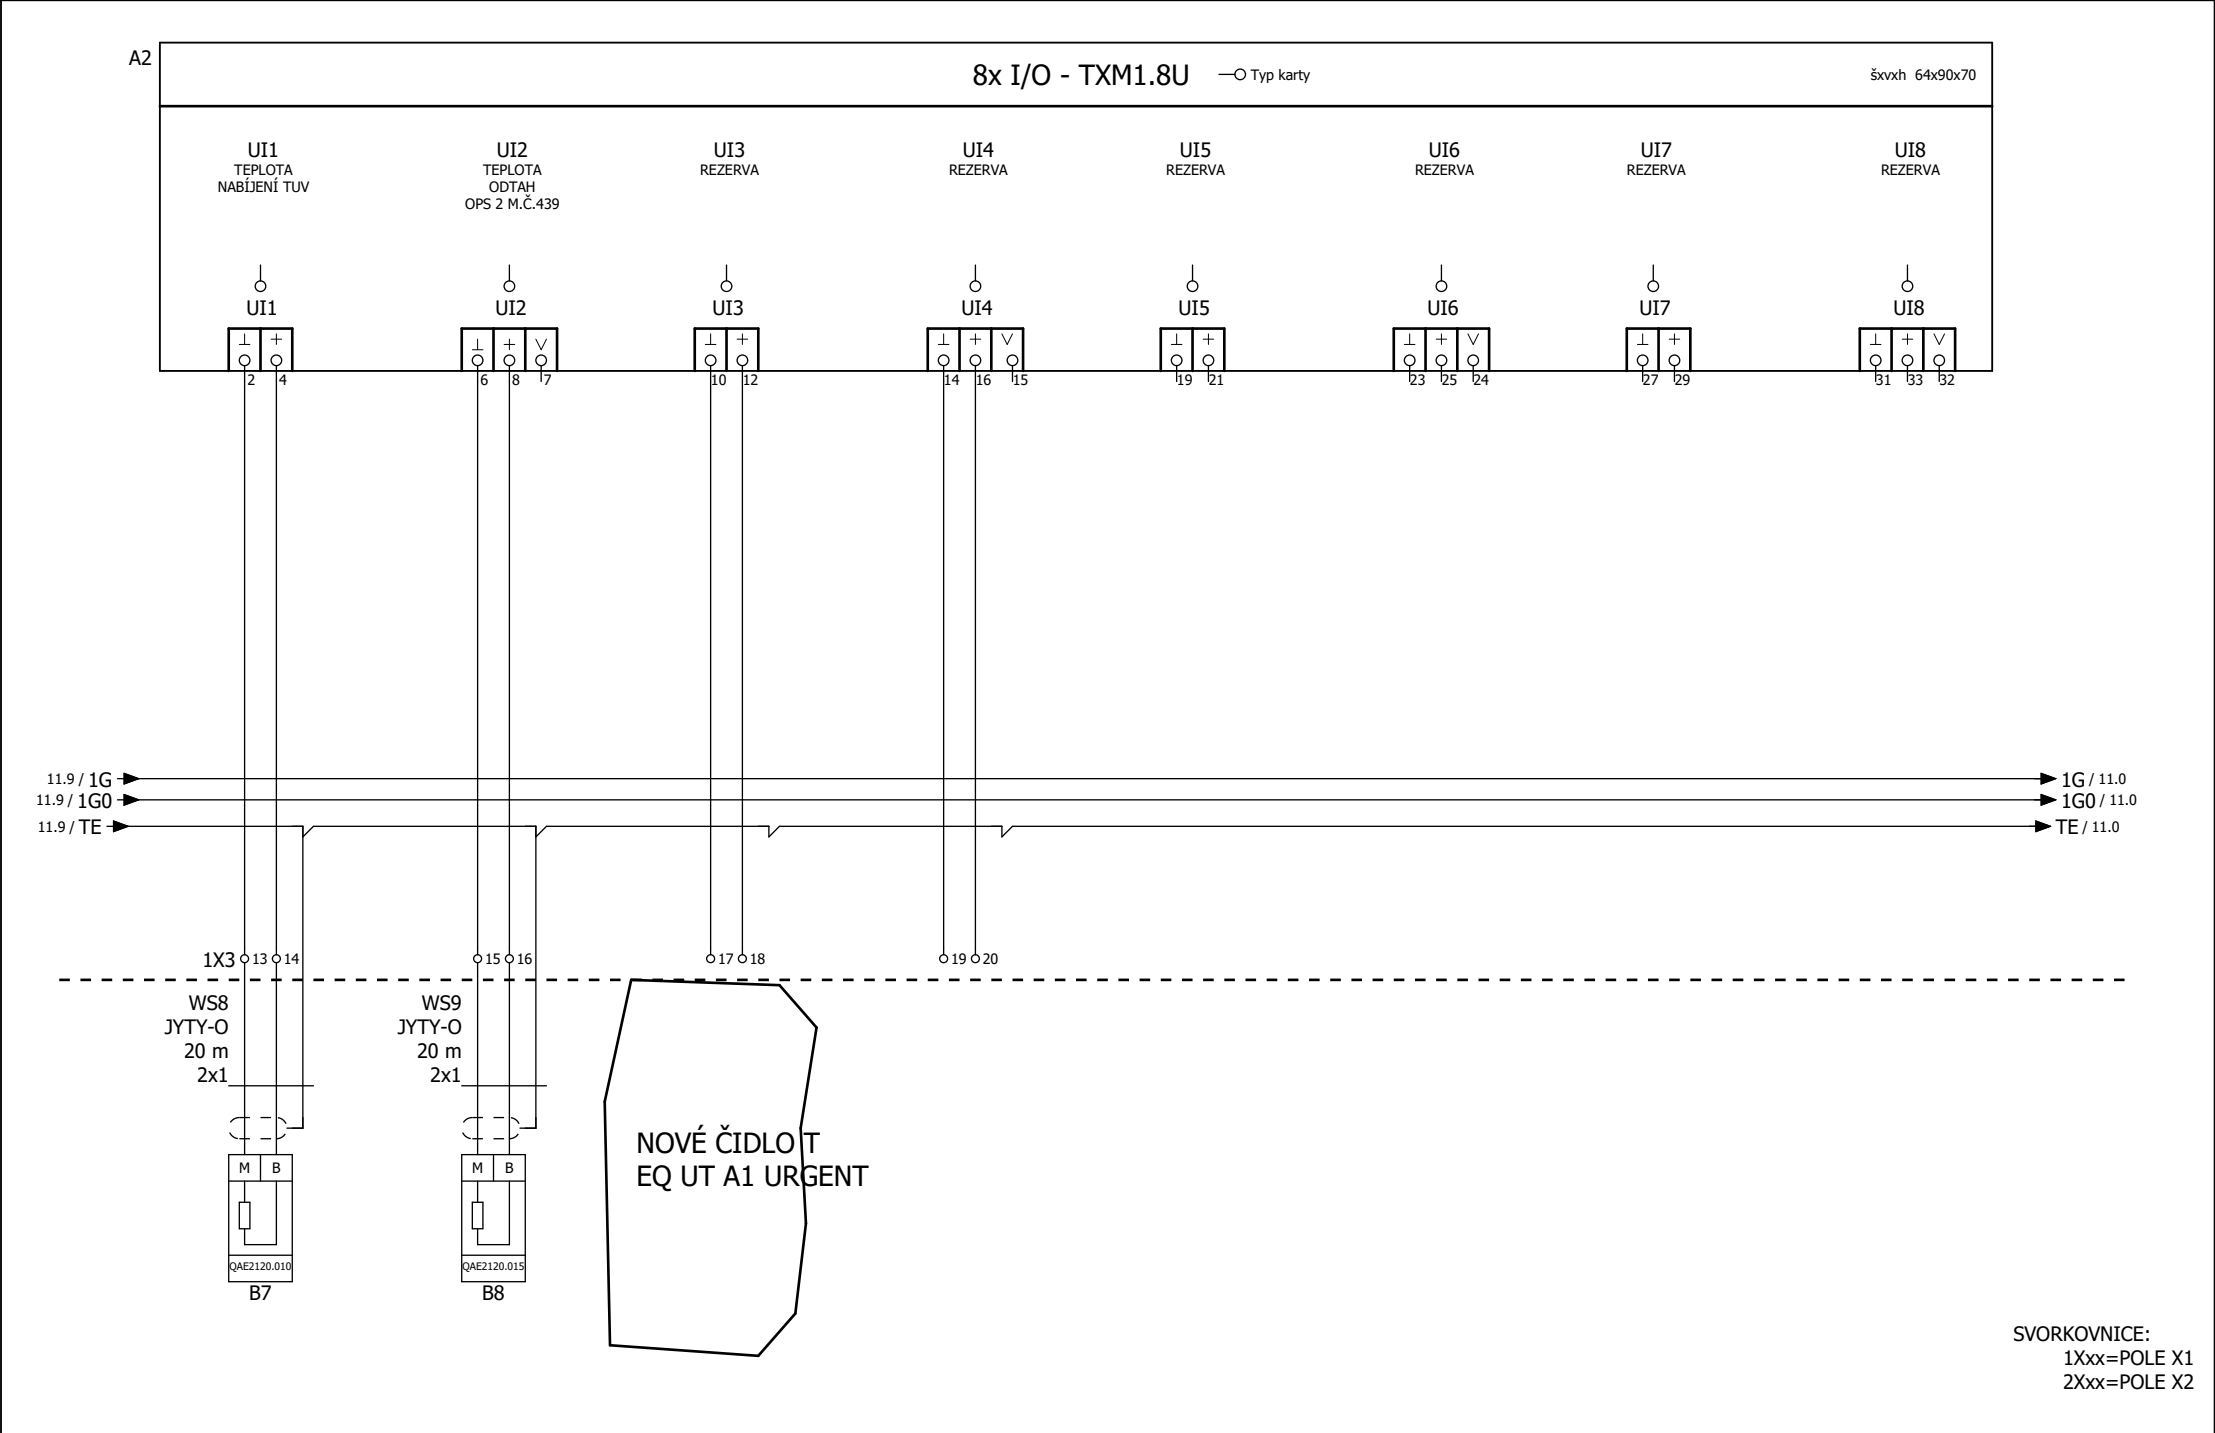 A2
8x I/O - TXM1.8U
Typ karty
šxvxh 64x90x70
UI1
TEPLOTA
NABÍJENÍ TUV
UI2
TEPLOTA
ODTAH
OPS 2 M.Č.439
UI3
REZERVA
UI4
REZERVA
UI5
REZERVA
UI6
REZERVA
UI7
REZERVA
UI8
REZERVA
UI1
UI2
UI3
UI4
UI5
UI6
UI7
UI8
⊥ +
⊥ + V
⊥ +
⊥ + V
⊥ +
⊥ + V
⊥ +
⊥ + V
2 4
6 8 7
10 12
14 16 15
19 21
23 25 24
27 29
31 33 32
11.9 / 1G
11.9 / 1G0
11.9 / TE
1G / 11.0
1G0 / 11.0
TE / 11.0
1X3 13 14
15 16
17 18
19 20
WS8
JYTY-O
20 m
2x1
WS9
JYTY-O
20 m
2x1
M B
QAE2120.010
B7
M B
QAE2120.015
B8
NOVÉ ČIDLO T
EQ UT A1 URGENT
SVORKOVNICE:
1Xxx=POLE X1
2Xxx=POLE X2